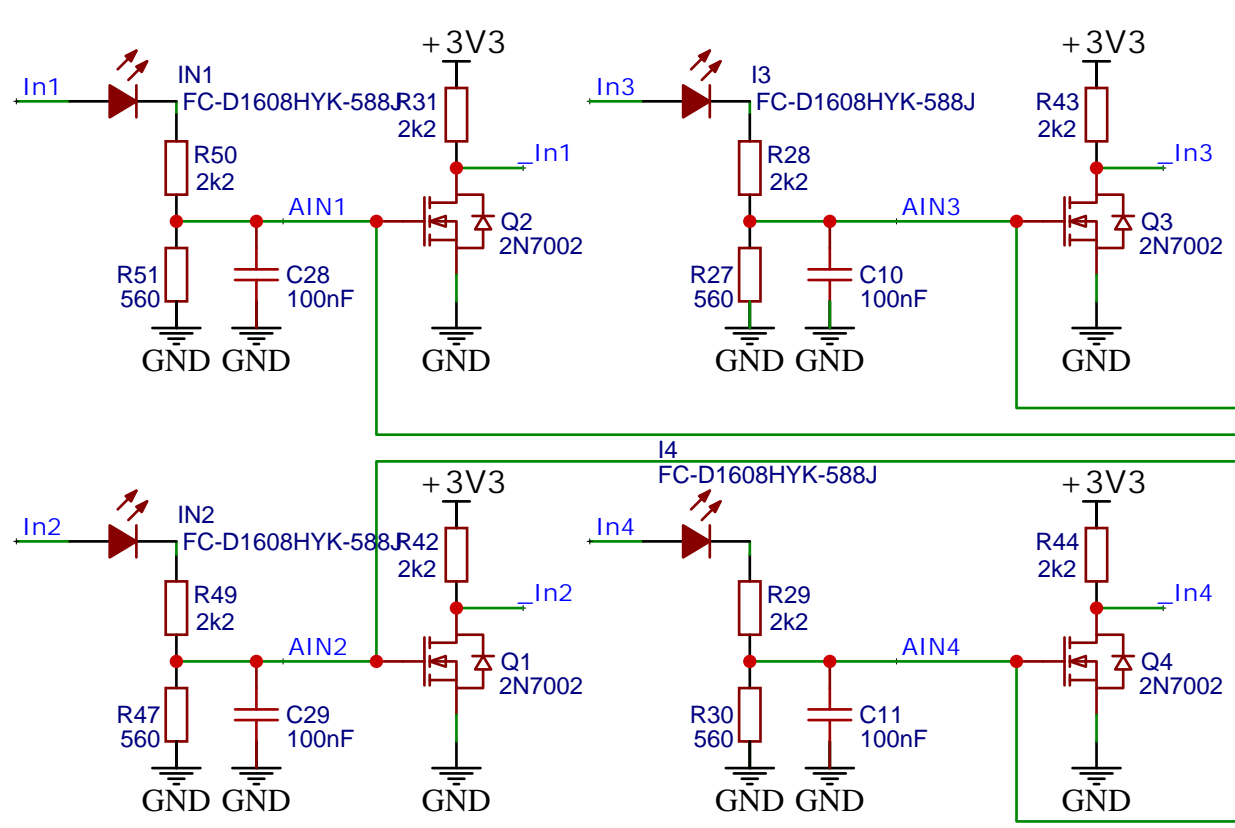 In1
IN1
FC-D1608HYK-588J
R50
2k2
AIN1
R51
560
C28
100nF
GND
GND
+3V3
R31
2k2
_In1
Q2
2N7002
GND
In3
I3
FC-D1608HYK-588J
R28
2k2
AIN3
R27
560
C10
100nF
GND
GND
+3V3
R43
2k2
_In3
Q3
2N7002
GND
In2
IN2
FC-D1608HYK-588J
R49
2k2
AIN2
R47
560
C29
100nF
GND
GND
+3V3
R42
2k2
_In2
Q1
2N7002
GND
I4
FC-D1608HYK-588J
In4
R29
2k2
AIN4
R30
560
C11
100nF
GND
GND
+3V3
R44
2k2
_In4
Q4
2N7002
GND